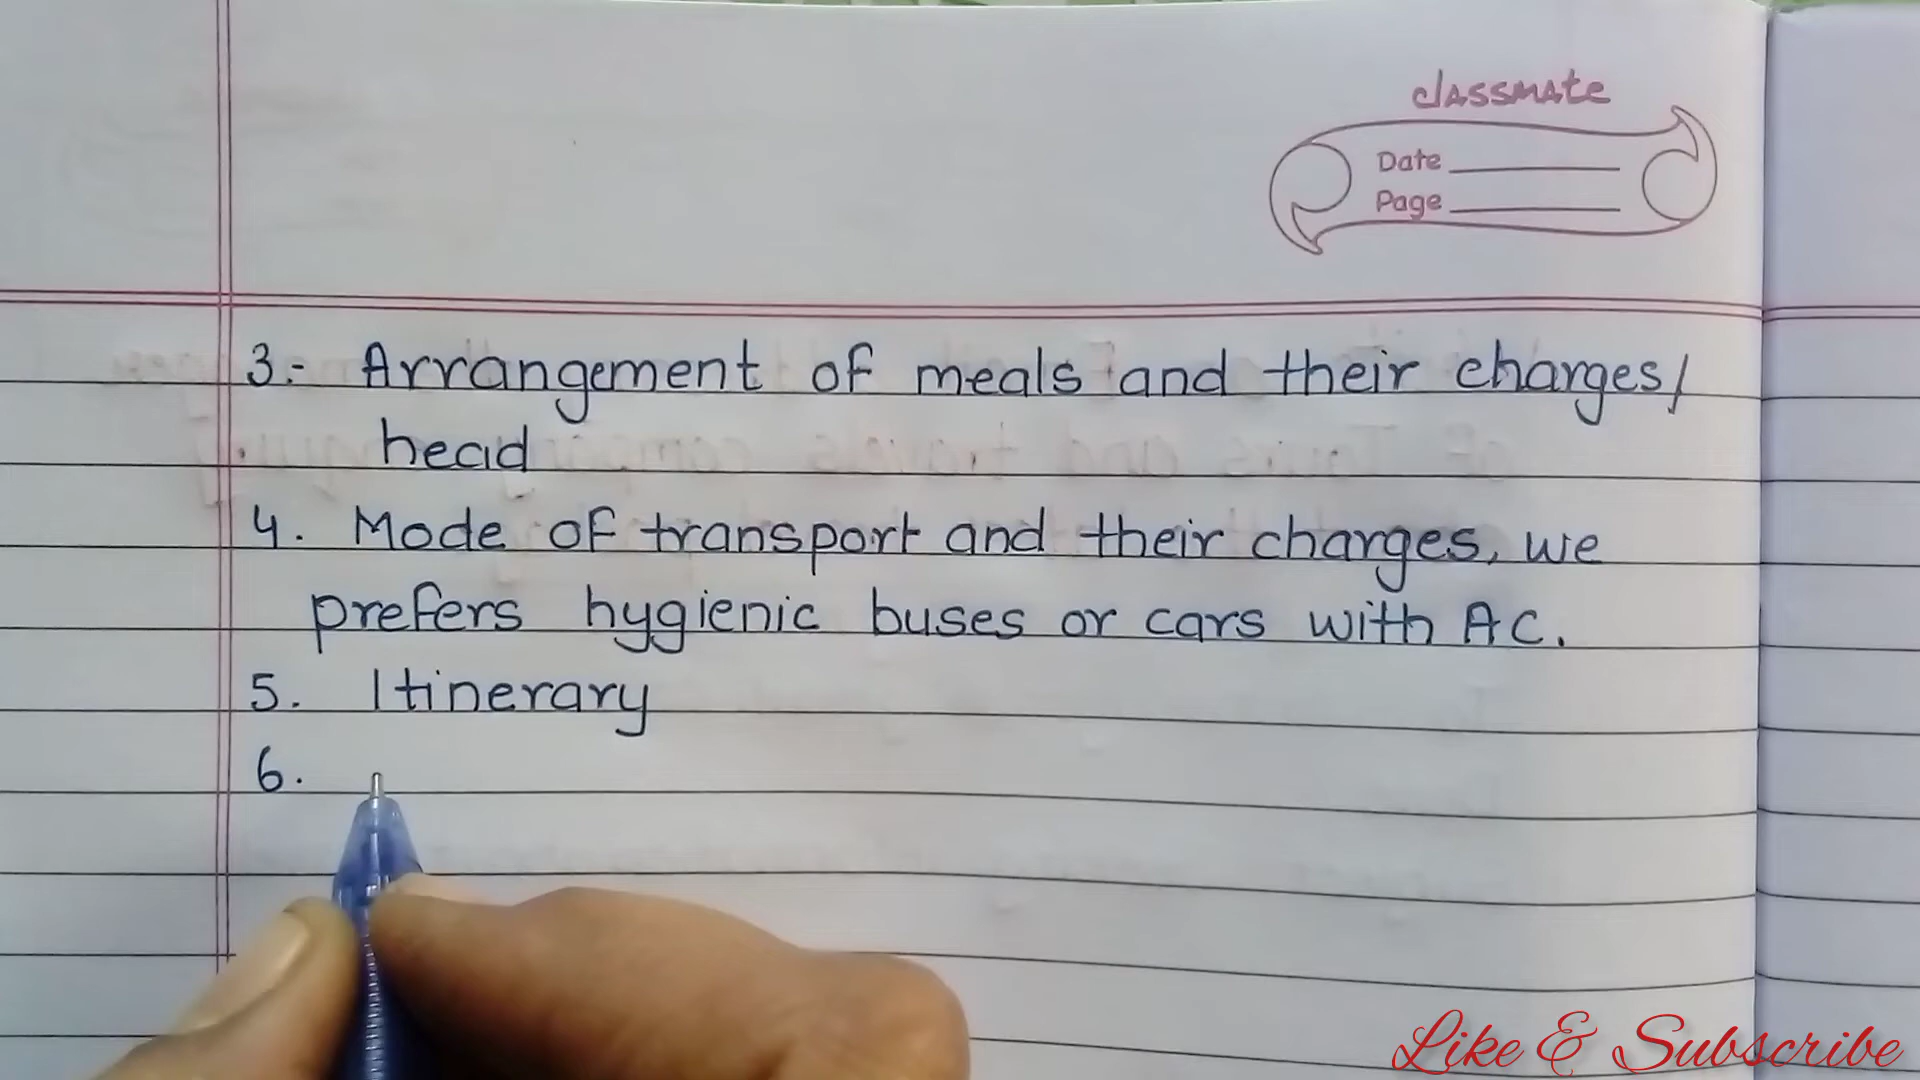 classmate
Date
Page
3:- Arrangement of meals and their charges/
head
4. Mode of transport and their charges, we
prefers hygienic buses or cars with AC.
5. Itinerary
6.
Like & Subscribe